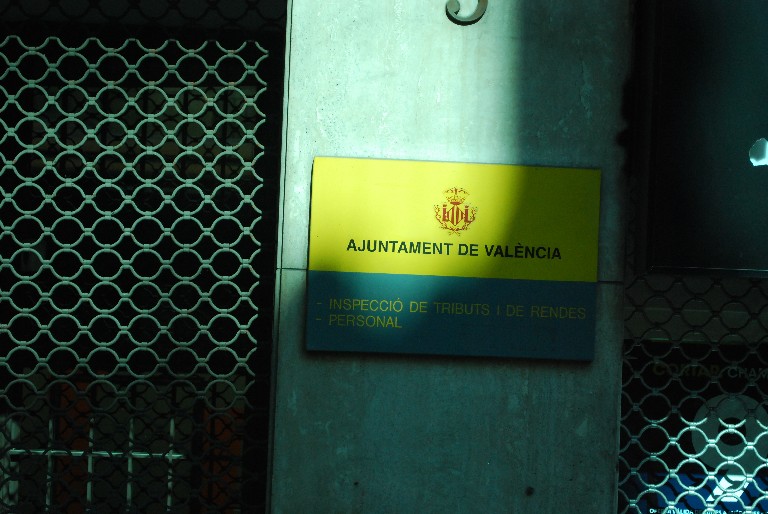 AJUNTAMENT DE VALÈNCIA
- INSPECCIÓ DE TRIBUTS I DE RENDES
- PERSONAL